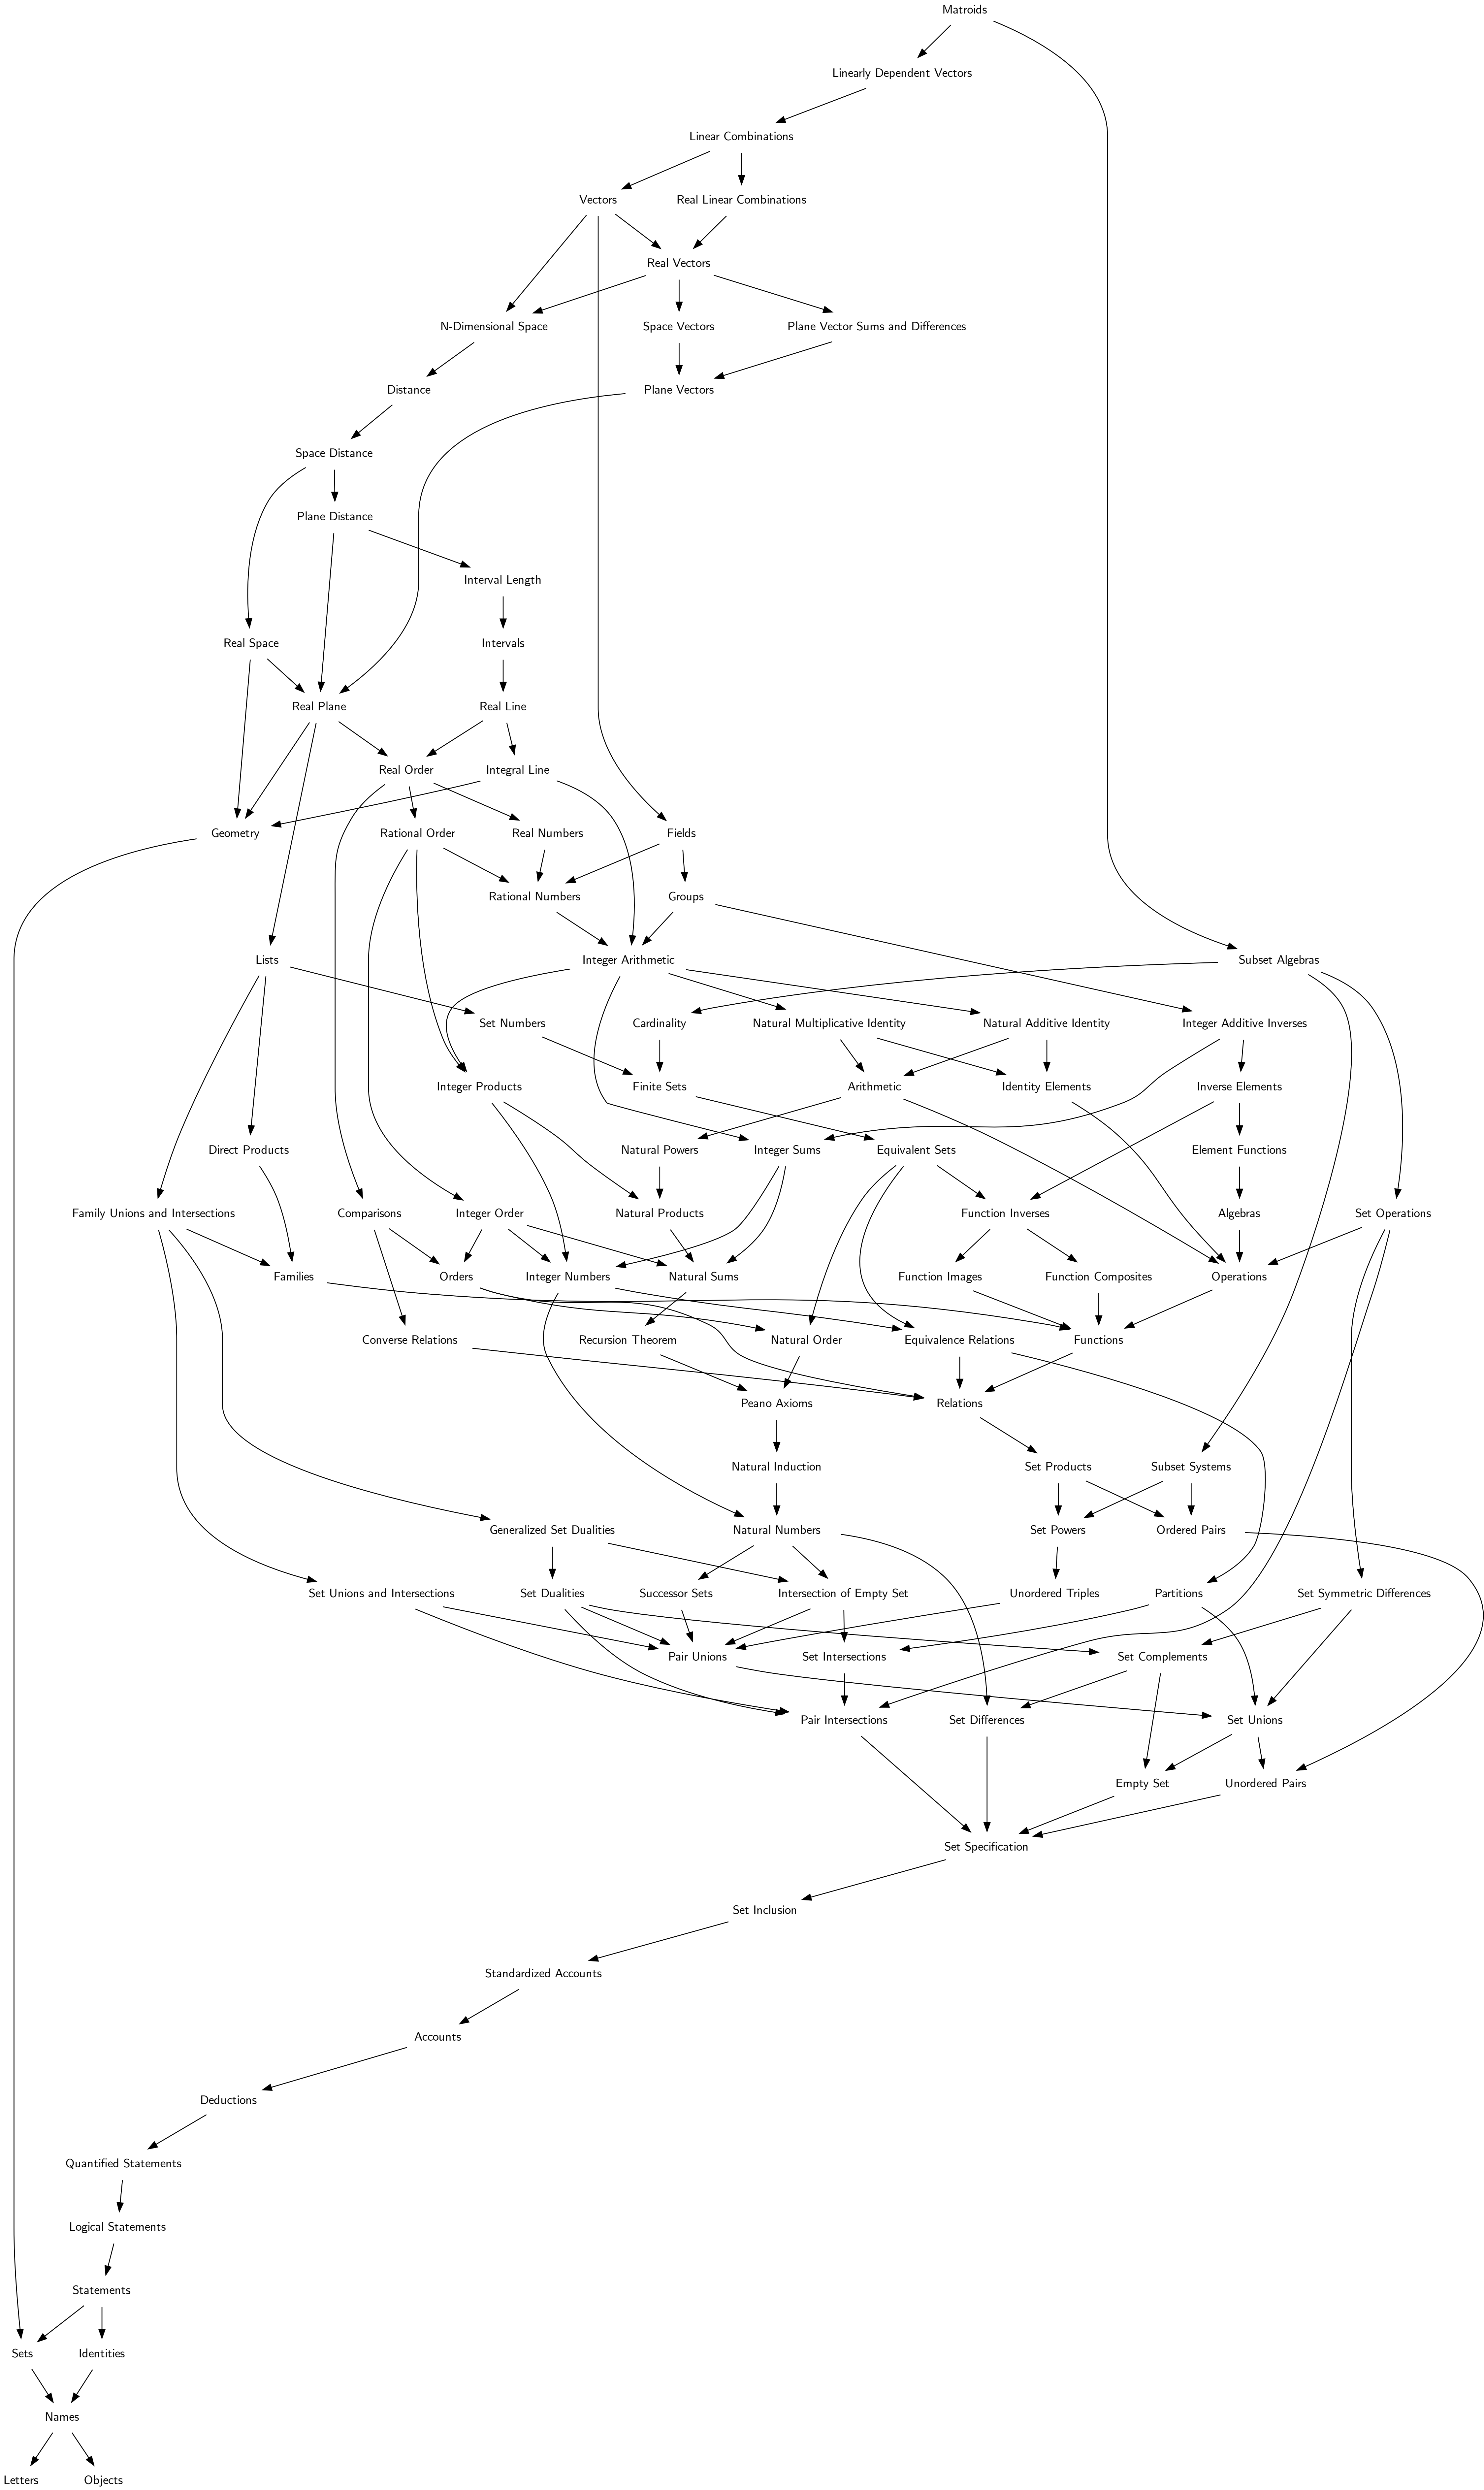 Matroids
Linearly Dependent Vectors
Linear Combinations
Vectors
Real Linear Combinations
Real Vectors
N-Dimensional Space
Space Vectors
Plane Vector Sums and Differences
Distance
Plane Vectors
Space Distance
Plane Distance
Interval Length
Real Space
Intervals
Real Plane
Real Line
Real Order
Integral Line
Geometry
Rational Order
Real Numbers
Fields
Rational Numbers
Groups
Lists
Integer Arithmetic
Subset Algebras
Set Numbers
Cardinality
Natural Multiplicative Identity
Natural Additive Identity
Integer Additive Inverses
Integer Products
Finite Sets
Arithmetic
Identity Elements
Inverse Elements
Direct Products
Natural Powers
Integer Sums
Equivalent Sets
Element Functions
Family Unions and Intersections
Comparisons
Integer Order
Natural Products
Function Inverses
Algebras
Set Operations
Families
Orders
Integer Numbers
Natural Sums
Function Images
Function Composites
Operations
Converse Relations
Recursion Theorem
Natural Order
Equivalence Relations
Functions
Peano Axioms
Relations
Natural Induction
Set Products
Subset Systems
Generalized Set Dualities
Natural Numbers
Set Powers
Ordered Pairs
Set Unions and Intersections
Set Dualities
Successor Sets
Intersection of Empty Set
Unordered Triples
Partitions
Set Symmetric Differences
Pair Unions
Set Intersections
Set Complements
Pair Intersections
Set Differences
Set Unions
Empty Set
Unordered Pairs
Set Specification
Set Inclusion
Standardized Accounts
Accounts
Deductions
Quantified Statements
Logical Statements
Statements
Sets
Identities
Names
Letters
Objects